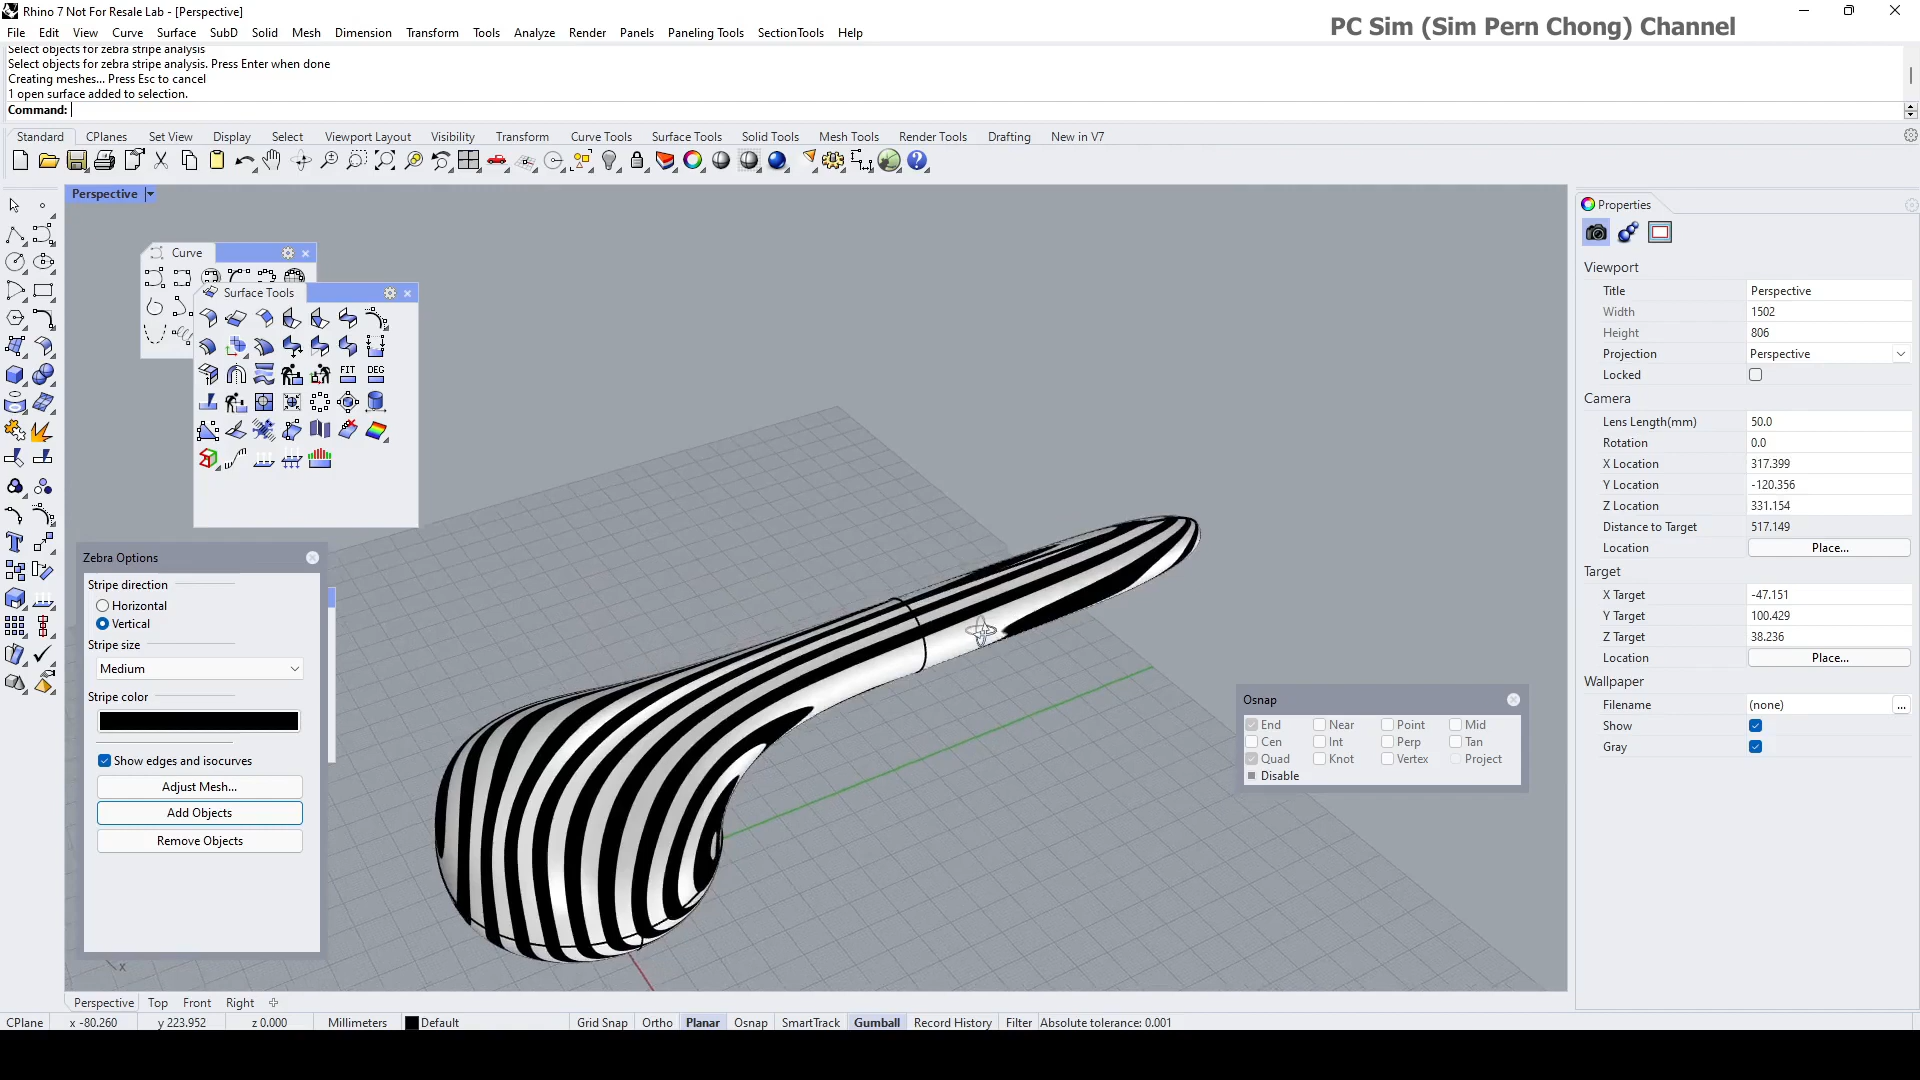 Rhino 7 Not For Resale Lab - [Perspective]
PC Sim (Sim Pern Chong) Channel
File Edit View Curve Surface SubD Solid Mesh Dimension Transform Tools Analyze Render Panels Paneling Tools SectionTools Help
Select objects for zebra stripe analysis
Select objects for zebra stripe analysis. Press Enter when done
Creating meshes... Press Esc to cancel
1 open surface added to selection.
Command:
Standard CPlanes Set View Display Select Viewport Layout Visibility Transform Curve Tools Surface Tools Solid Tools Mesh Tools Render Tools Drafting New in V7
Perspective
Curve
Surface Tools
FIT DEG
Zebra Options
Stripe direction
Horizontal
Vertical
Stripe size
Medium
Stripe color
Show edges and isocurves
Adjust Mesh...
Add Objects
Remove Objects
x
Osnap
End Near Point Mid
Cen Int Perp Tan
Quad Knot Vertex Project
Disable
Properties
Viewport
Title Perspective
Width 1502
Height 806
Projection Perspective
Locked
Camera
Lens Length(mm) 50.0
Rotation 0.0
X Location 317.399
Y Location -120.356
Z Location 331.154
Distance to Target 517.149
Location Place...
Target
X Target -47.151
Y Target 100.429
Z Target 38.236
Location Place...
Wallpaper
Filename (none) ...
Show
Gray
Perspective Top Front Right
CPlane x -80.260 y 223.952 z 0.000 Millimeters Default Grid Snap Ortho Planar Osnap SmartTrack Gumball Record History Filter Absolute tolerance: 0.001